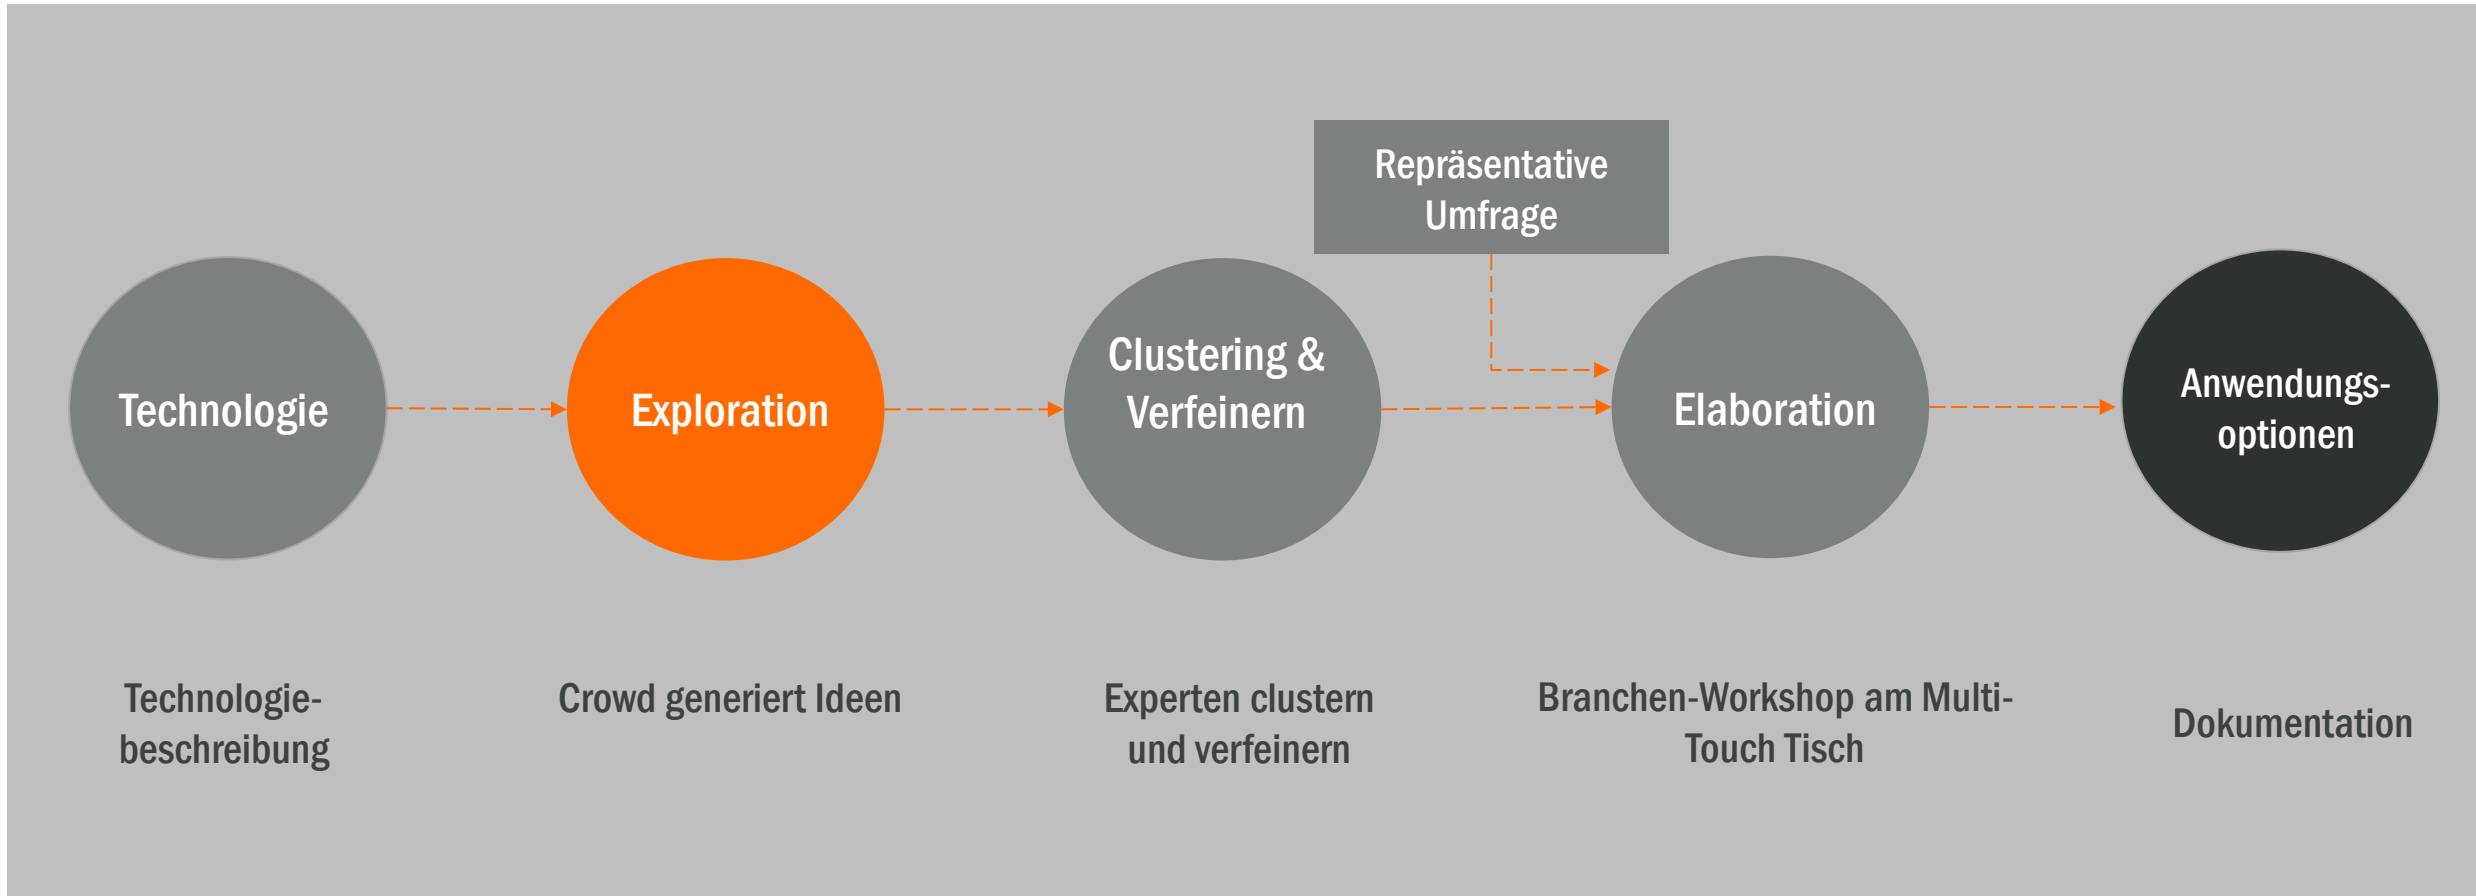 Repräsentative
Umfrage
Technologie
Exploration
Clustering &
Verfeinern
Elaboration
Anwendungs-
optionen
Technologie-
beschreibung
Crowd generiert Ideen
Experten clustern
und verfeinern
Branchen-Workshop am Multi-
Touch Tisch
Dokumentation